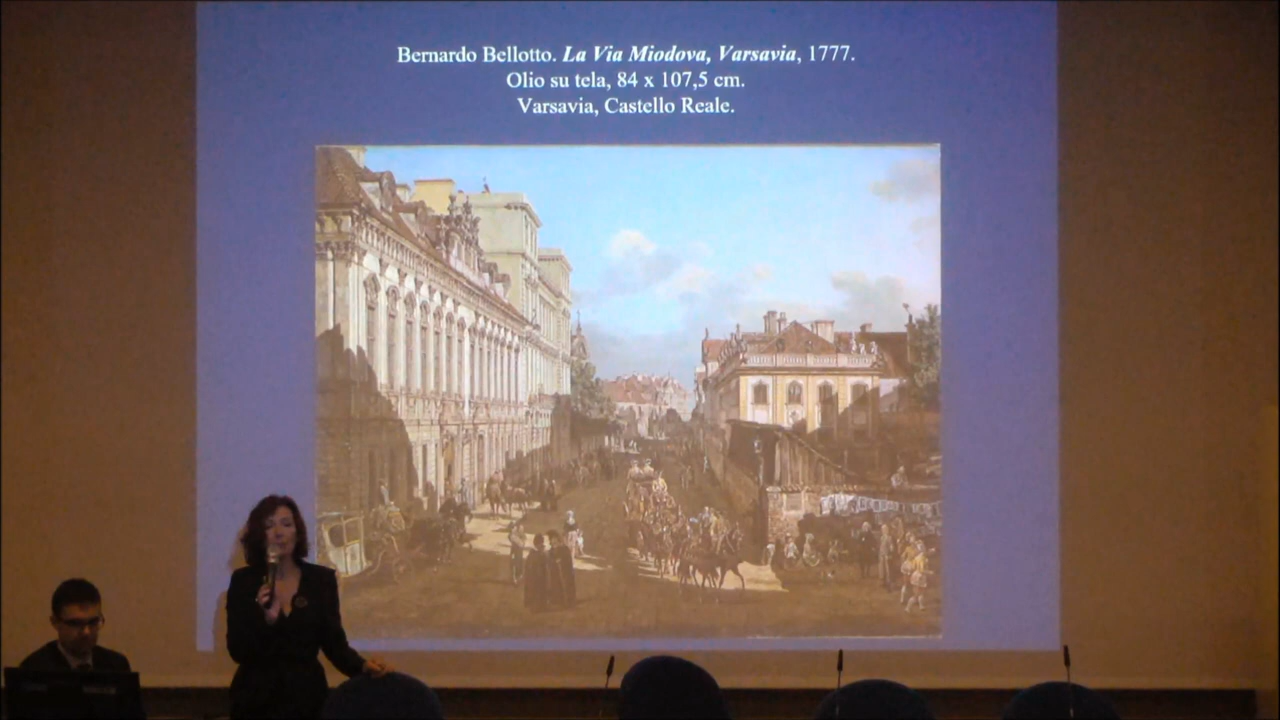 Bernardo Bellotto. La Via Miodova, Varsavia, 1777.
Olio su tela, 84 x 107,5 cm.
Varsavia, Castello Reale.